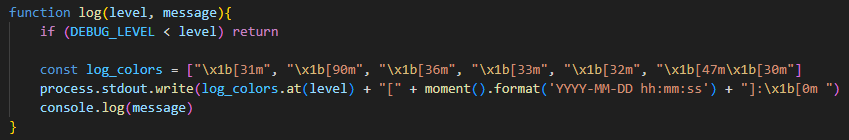 function log(level, message){
    if (DEBUG_LEVEL < level) return

    const log_colors = ["\x1b[31m", "\x1b[90m", "\x1b[36m", "\x1b[33m", "\x1b[32m", "\x1b[47m\x1b[30m"]
    process.stdout.write(log_colors.at(level) + "[" + moment().format('YYYY-MM-DD hh:mm:ss') + "]:\x1b[0m ")
    console.log(message)
}